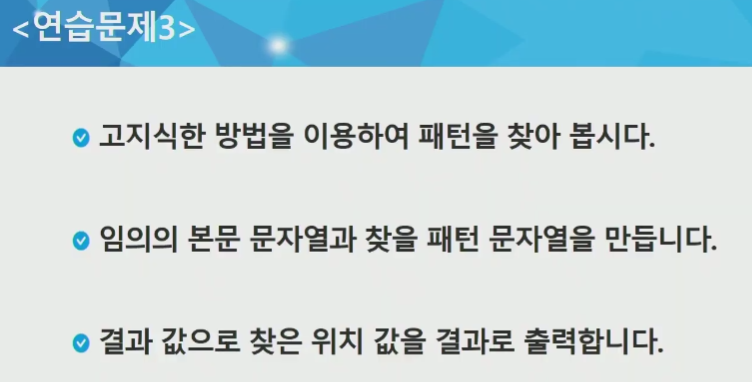 <연습문제3>
고지식한 방법을 이용하여 패턴을 찾아 봅시다.
임의의 본문 문자열과 찾을 패턴 문자열을 만듭니다.
결과 값으로 찾은 위치 값을 결과로 출력합니다.